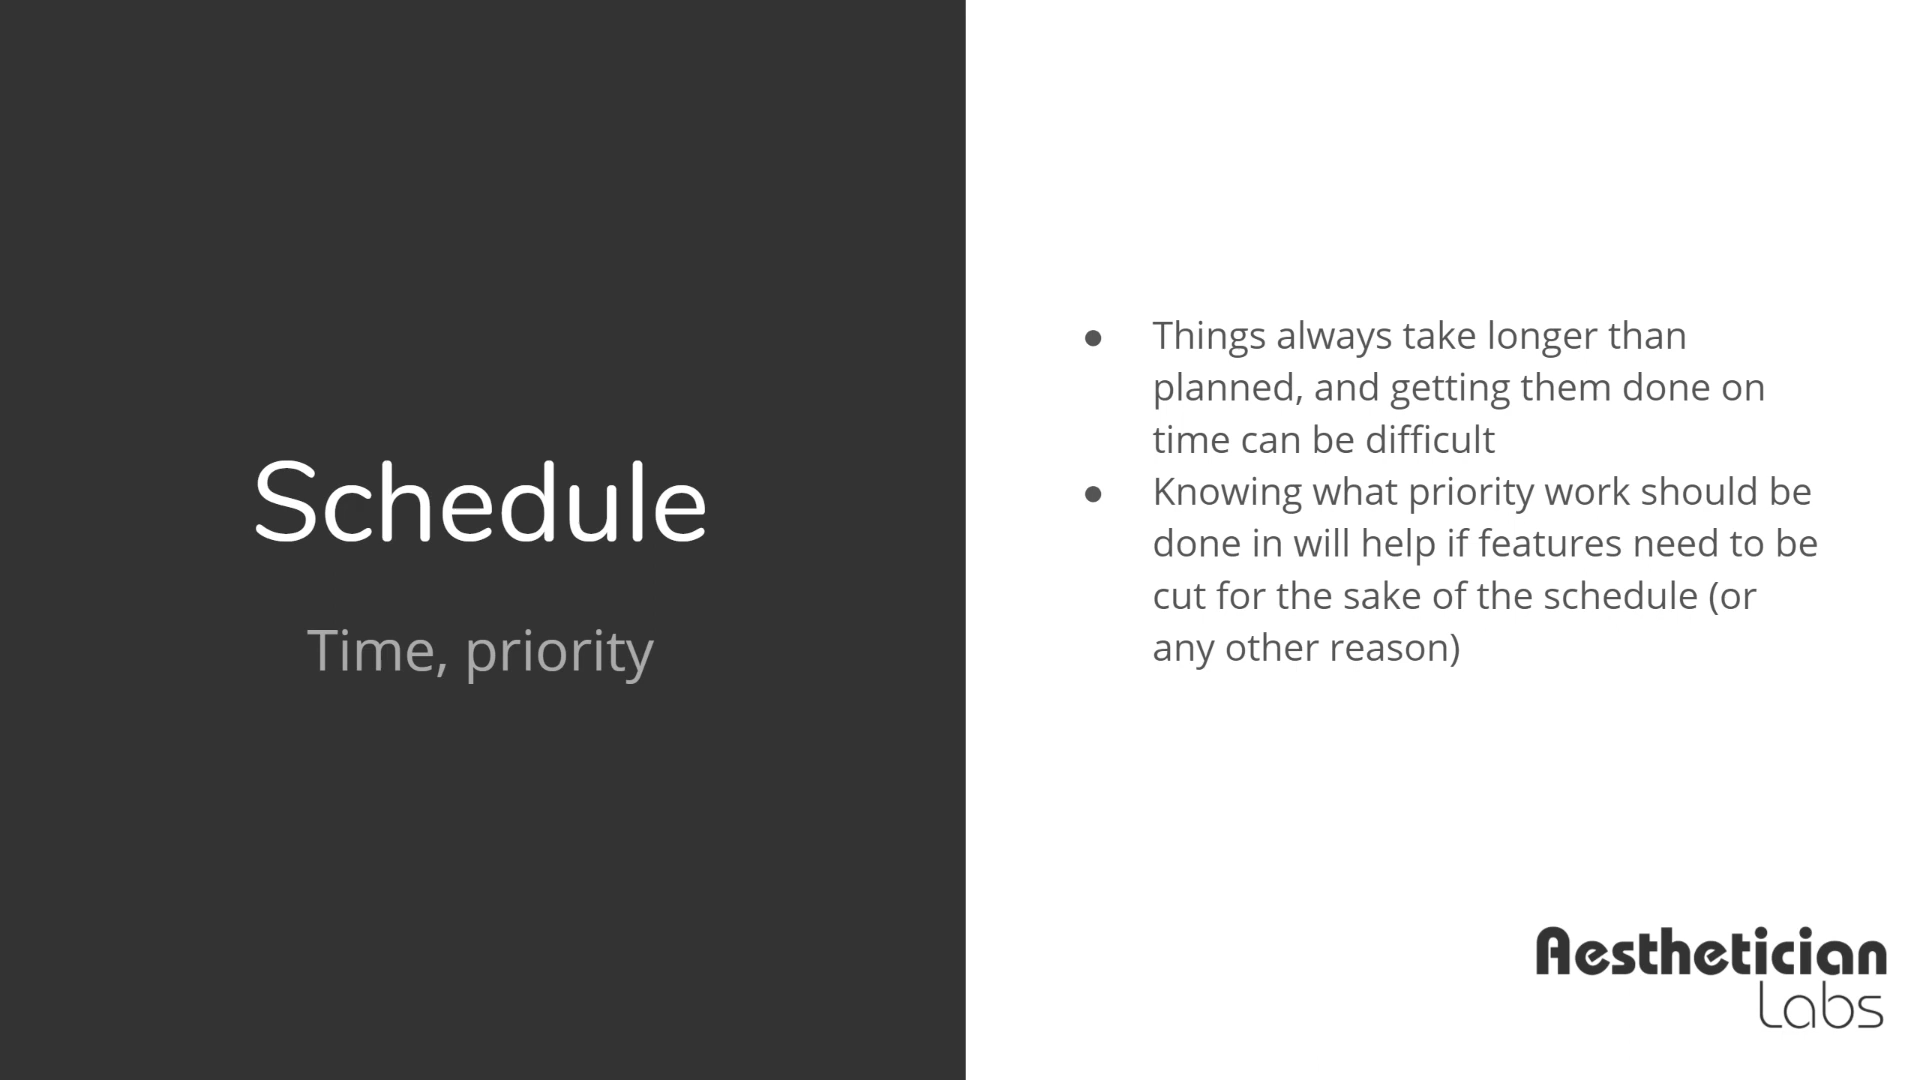 Schedule
Time, priority
● Things always take longer than
planned, and getting them done on
time can be difficult
● Knowing what priority work should be
done in will help if features need to be
cut for the sake of the schedule (or
any other reason)
Aesthetician
Labs